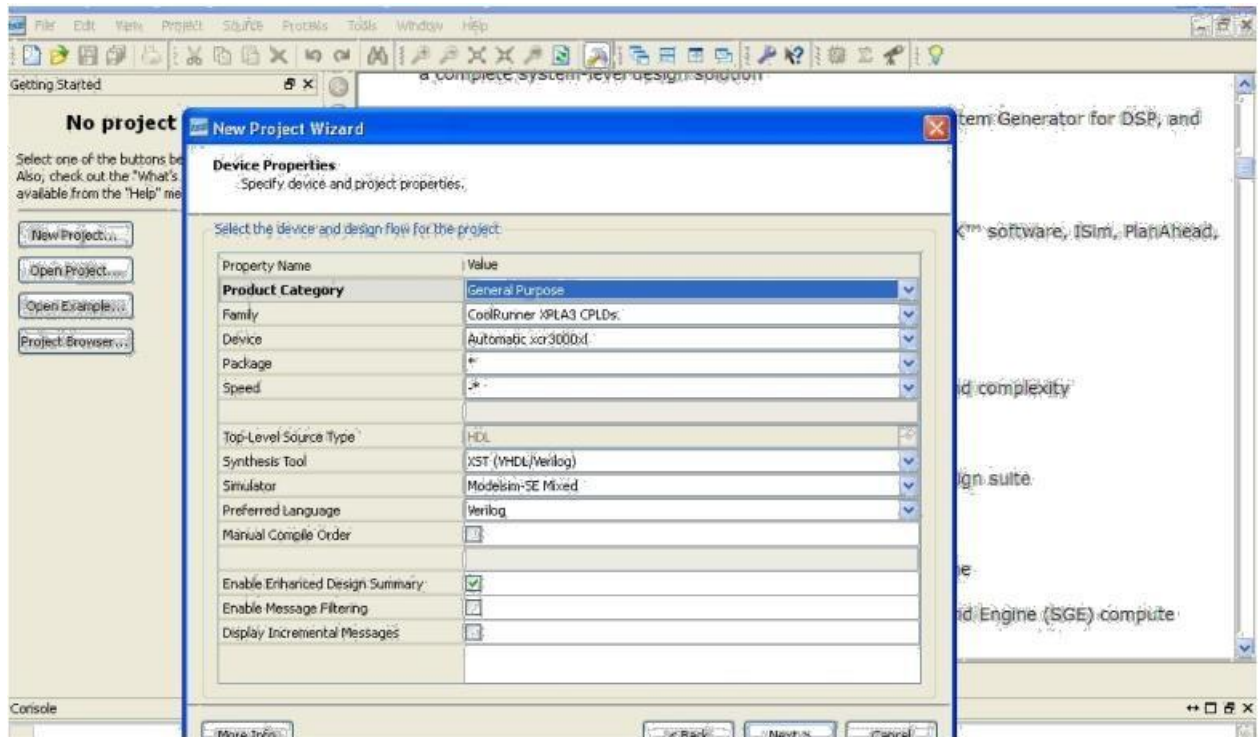 File Edit View Project Source Process Tools Window Help
Getting Started
a complete system-level design solution
No project
tem Generator for DSP, and
New Project Wizard
Select one of the buttons be
Also, check out the "What's
available from the "Help" me
Device Properties
Specify device and project properties.
Select the device and design flow for the project
New Project...
Open Project...
Open Example...
Project Browser...
X™ software, ISim, PlanAhead,
Property Name Value
Product Category General Purpose
Family CoolRunner XPLA3 CPLDs
Device Automatic xcr3000xl
Package *
Speed -*
nd complexity
Top-Level Source Type HDL
Synthesis Tool XST (VHDL/Verilog)
Simulator Modelsim-SE Mixed
ign suite
Preferred Language Verilog
Manual Compile Order
Enable Enhanced Design Summary
Enable Message Filtering
Display Incremental Messages
id Engine (SGE) compute
Console
More Info
< Back Next > Cancel